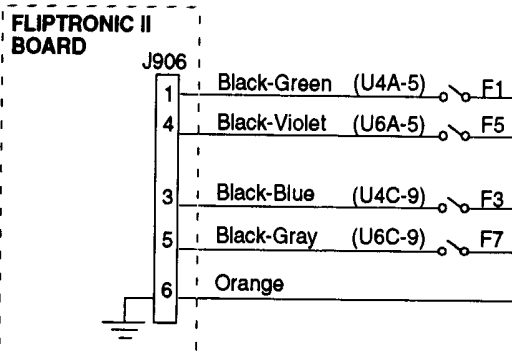 FLIPTRONIC II
BOARD
J906
1 Black-Green (U4A-5) F1
4 Black-Violet (U6A-5) F5
3 Black-Blue (U4C-9) F3
5 Black-Gray (U6C-9) F7
6 Orange